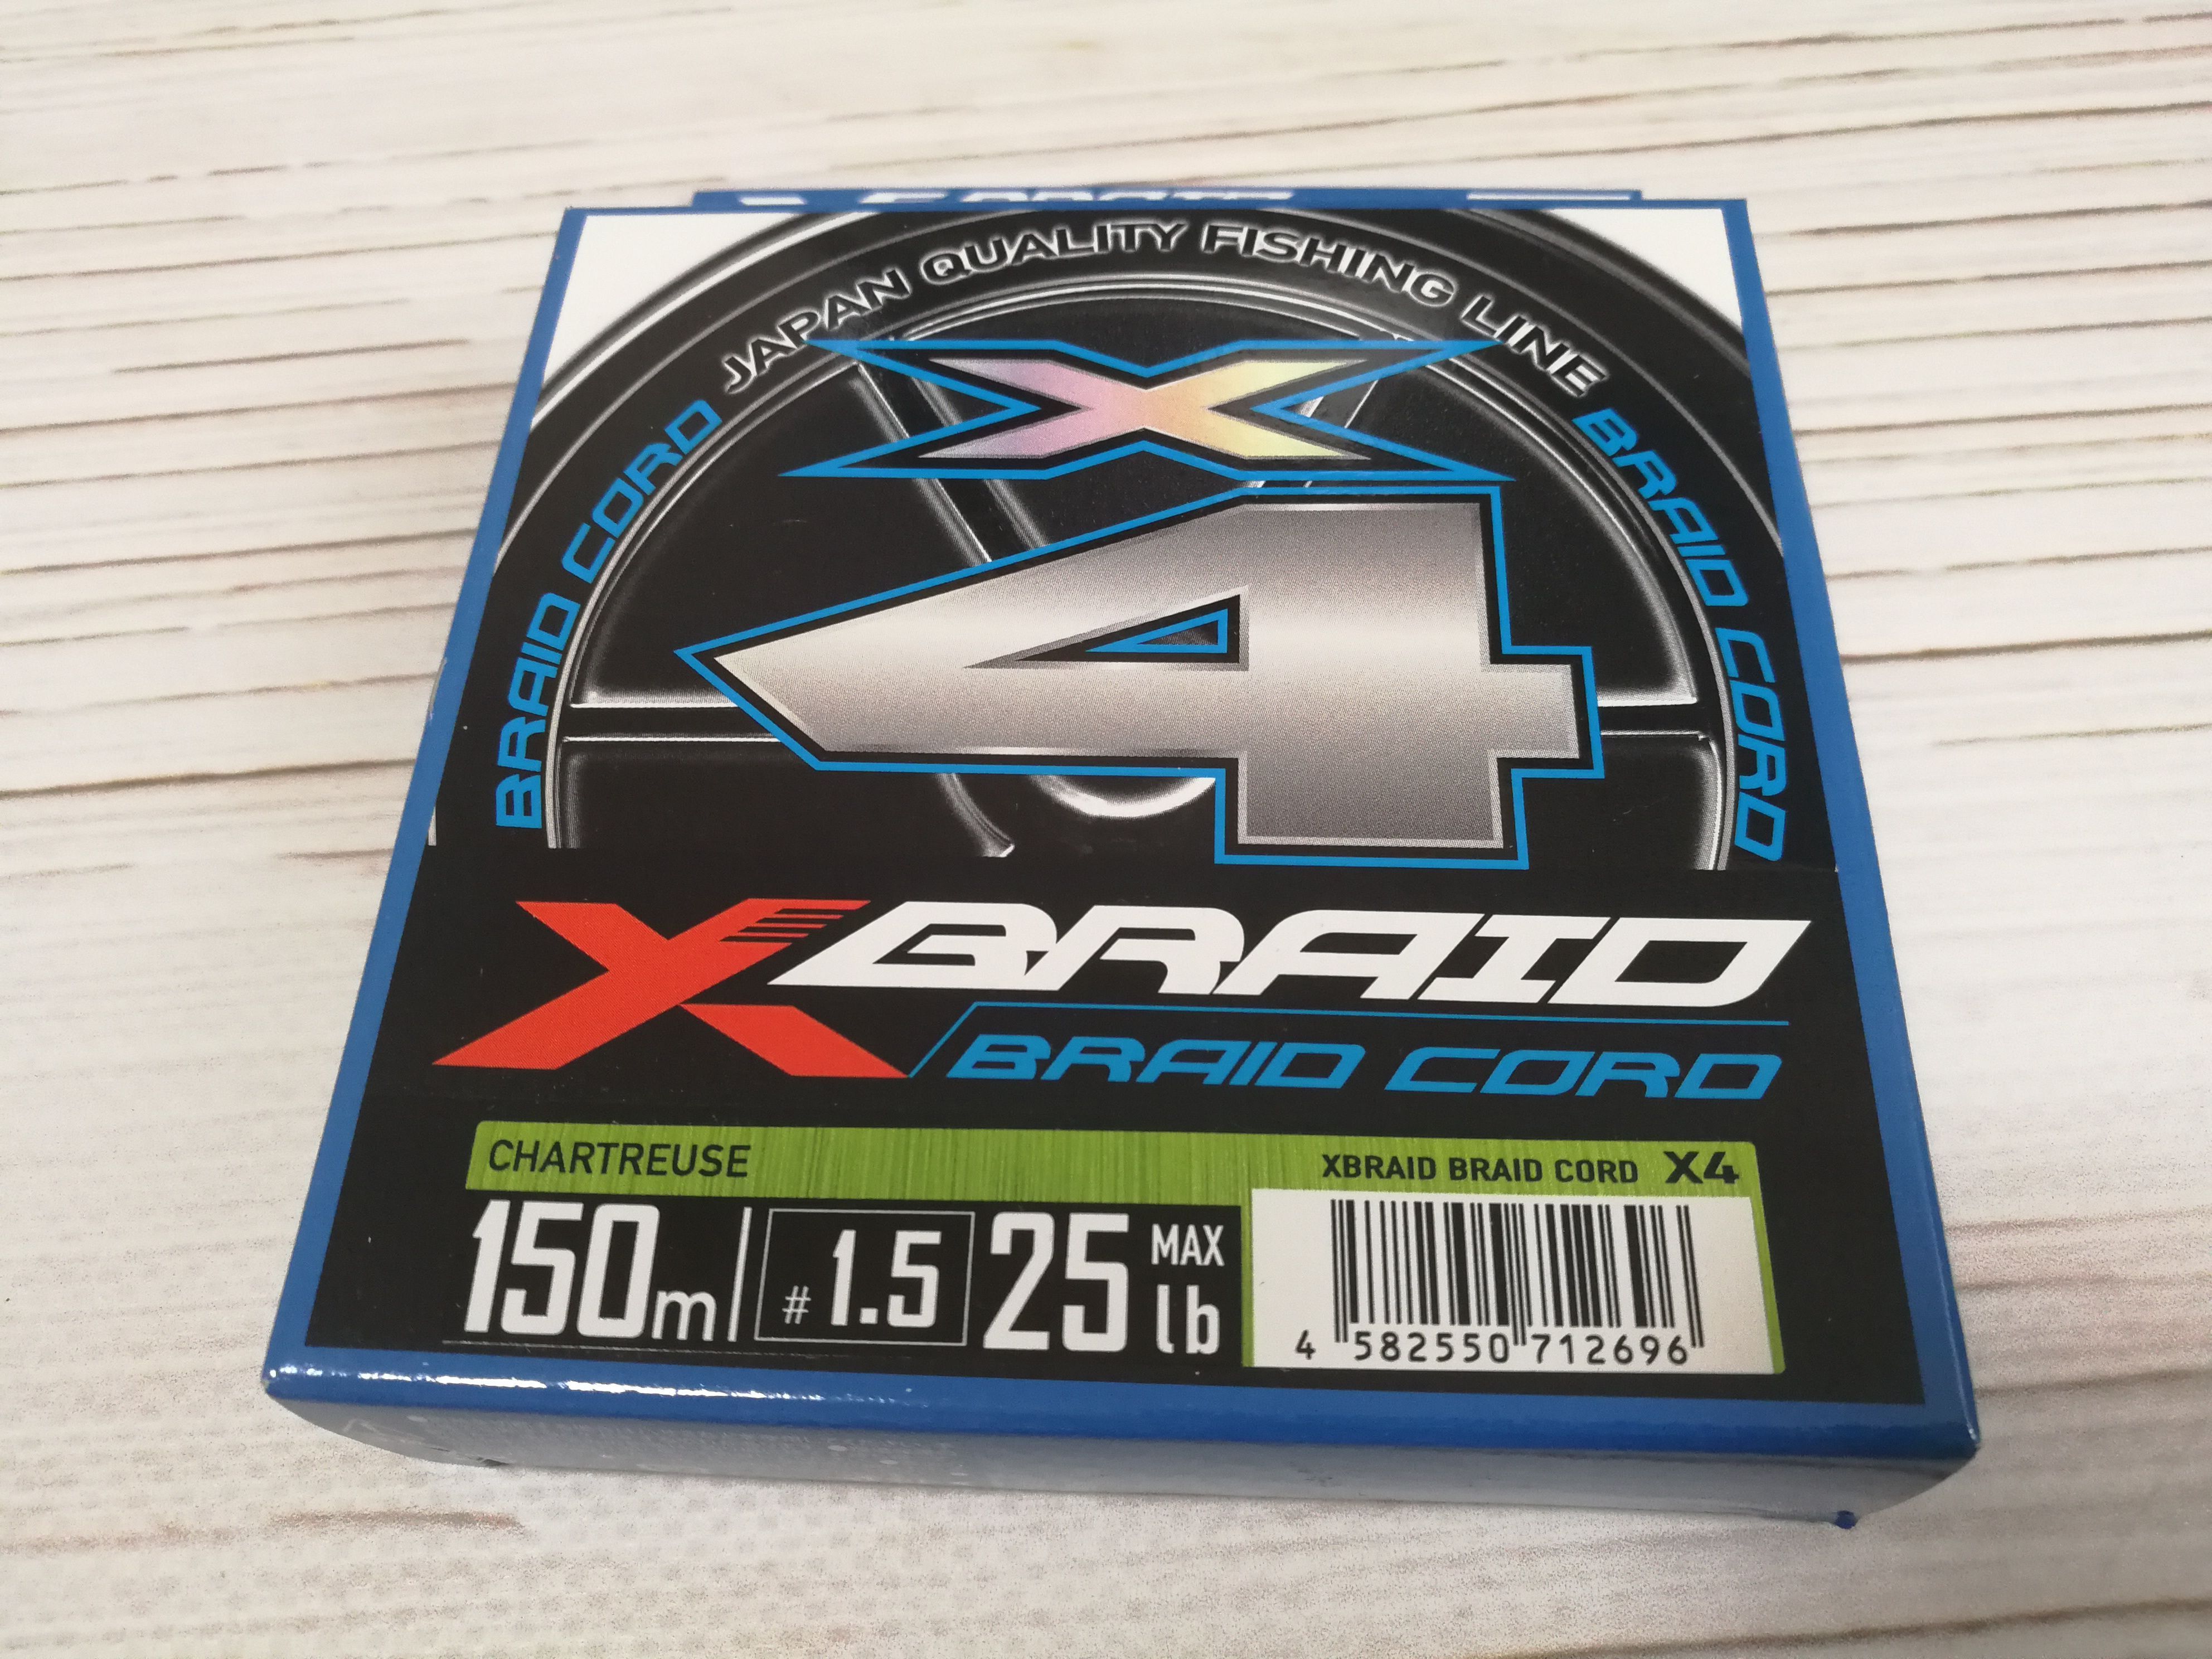 JAPAN QUALITY FISHING LINE
BRAID CORD
BRAID CORD
X
4
XBRAID
BRAID CORD
CHARTREUSE
XBRAID BRAID CORD X4
150m
#1.5
25 MAX lb
4 582550 712696